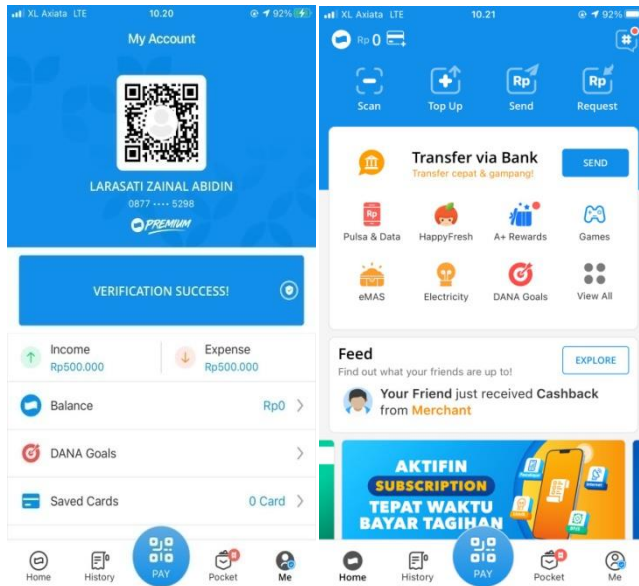 XL Axiata LTE 10.20 92%
My Account
LARASATI ZAINAL ABIDIN
0877 •••• 5298
PREMIUM
VERIFICATION SUCCESS!
Income
Rp500.000
Expense
Rp500.000
Balance Rp0
DANA Goals
Saved Cards 0 Card
Home History PAY Pocket Me
XL Axiata LTE 10.21 92%
Rp 0
Scan Top Up Send Request
Transfer via Bank
Transfer cepat & gampang!
SEND
Rp
Pulsa & Data HappyFresh A+ Rewards Games
eMAS Electricity DANA Goals View All
Feed
Find out what your friends are up to!
EXPLORE
Your Friend just received Cashback
from Merchant
AKTIFIN
SUBSCRIPTION
TEPAT WAKTU
BAYAR TAGIHAN
Home History PAY Pocket Me